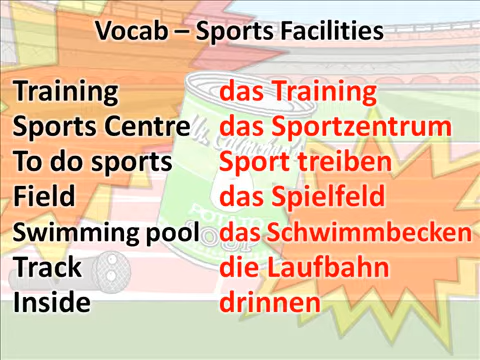 Vocab – Sports Facilities
Training das Training
Sports Centre das Sportzentrum
To do sports Sport treiben
Field das Spielfeld
Swimming pool das Schwimmbecken
Track die Laufbahn
Inside drinnen